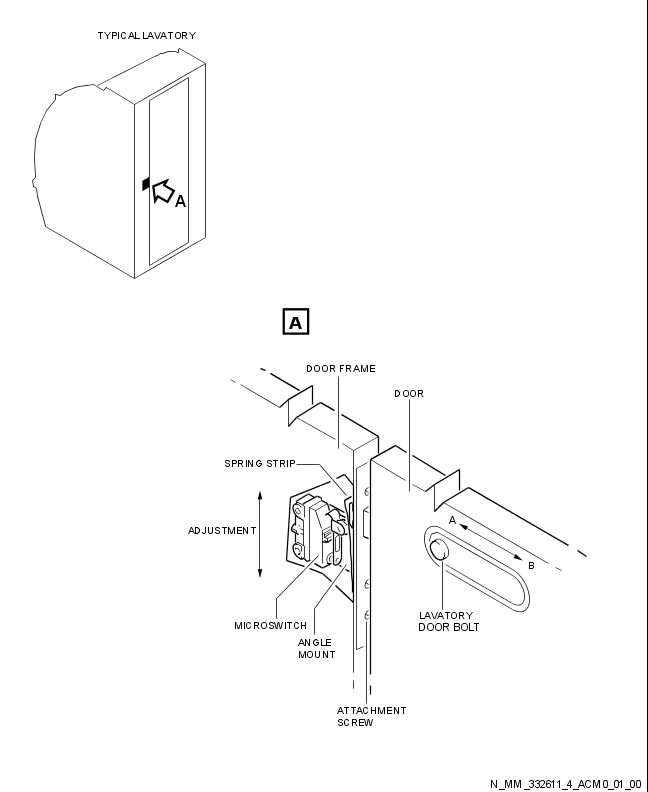 TYPICAL LAVATORY
A
A
DOOR FRAME
DOOR
SPRING STRIP
ADJUSTMENT
A
B
MICROSWITCH
ANGLE
MOUNT
LAVATORY
DOOR BOLT
ATTACHMENT
SCREW
N_MM_332611_4_ACM0_01_00